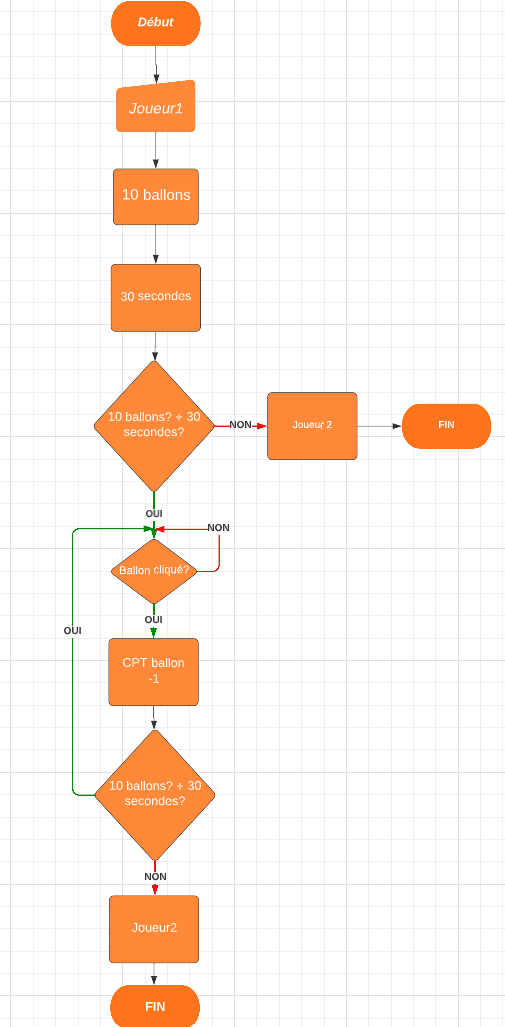 Début
Joueur1
10 ballons
30 secondes
10 ballons? + 30
secondes?
NON
Joueur 2
FIN
OUI
NON
Ballon cliqué?
OUI
OUI
CPT ballon
-1
10 ballons? + 30
secondes?
NON
Joueur2
FIN